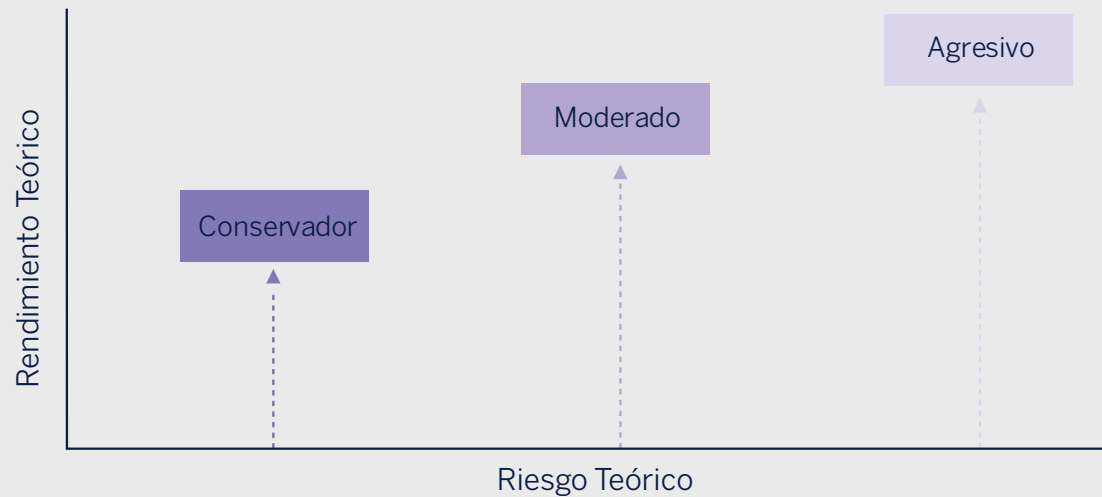 Agresivo
Moderado
Conservador
Rendimiento Teórico
Riesgo Teórico